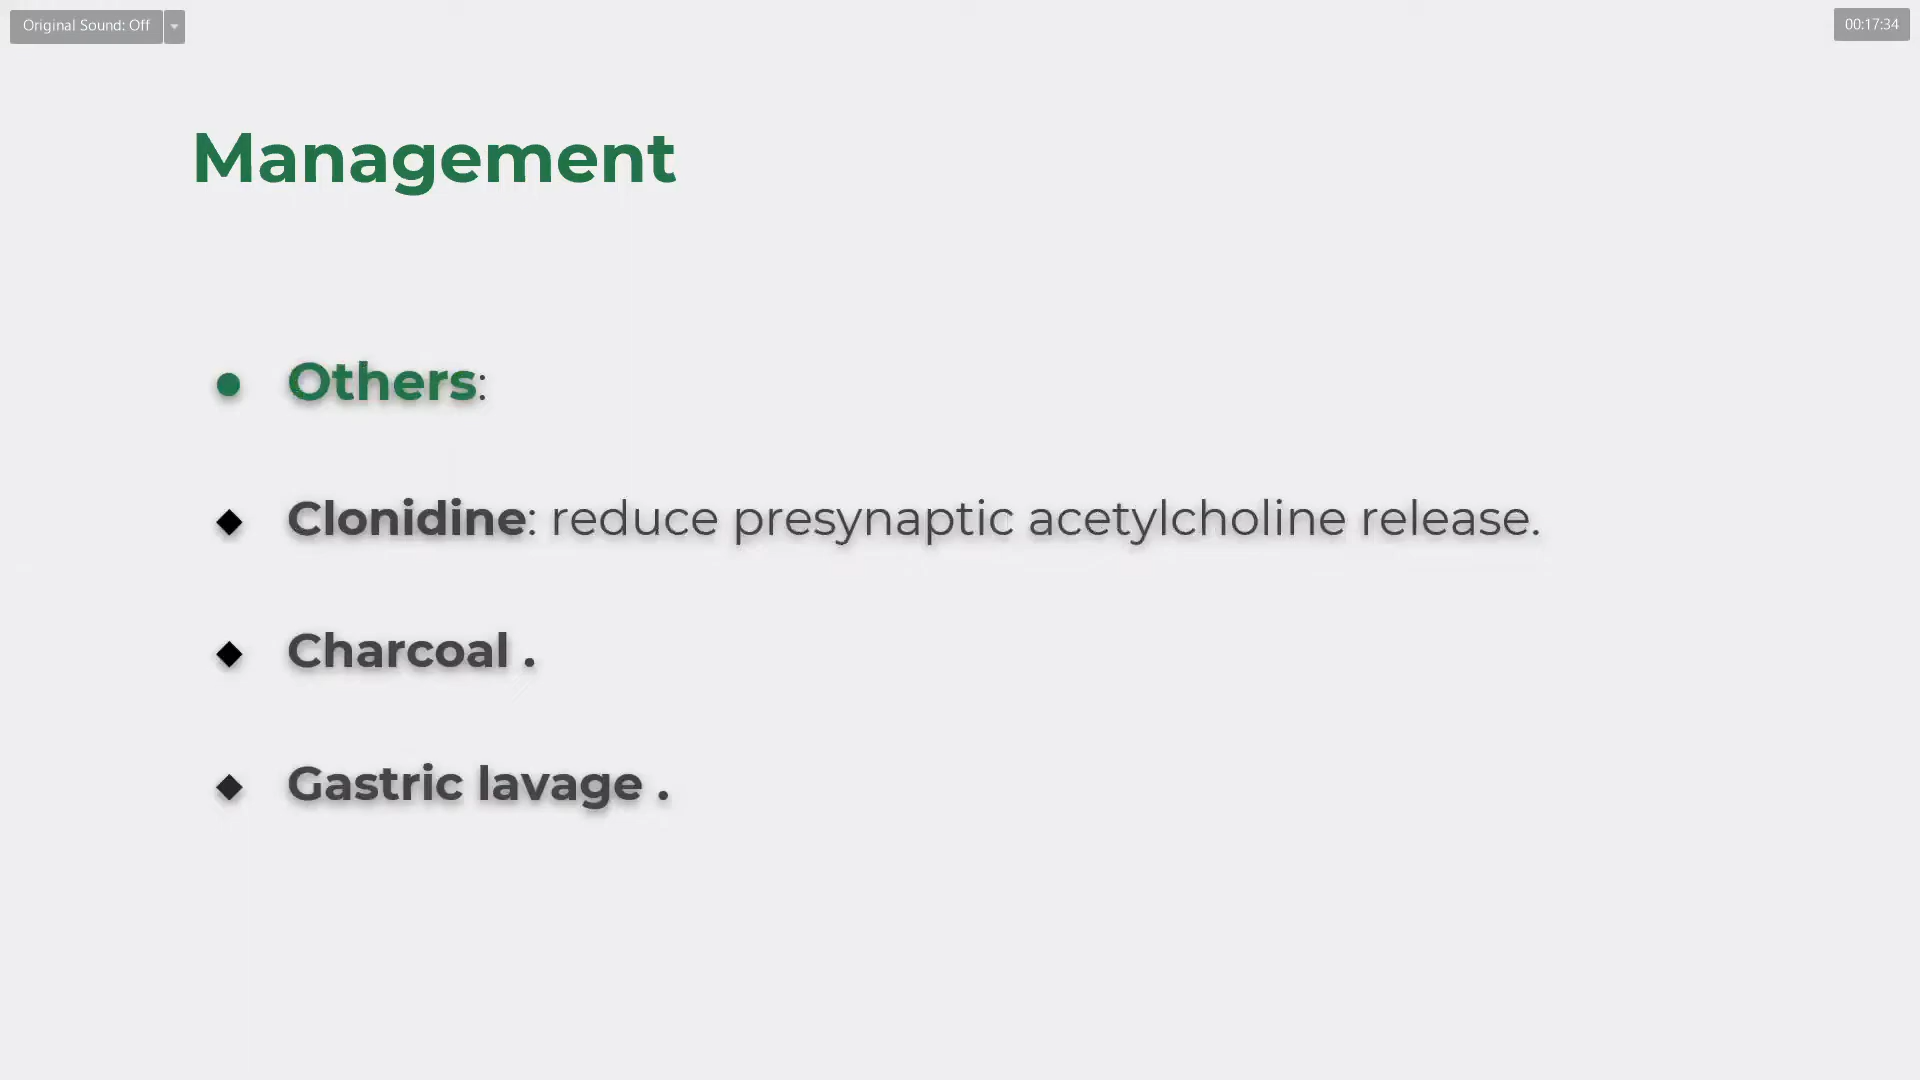 Original Sound: Off
00:17:34
Management
Others:
Clonidine: reduce presynaptic acetylcholine release.
Charcoal .
Gastric lavage .